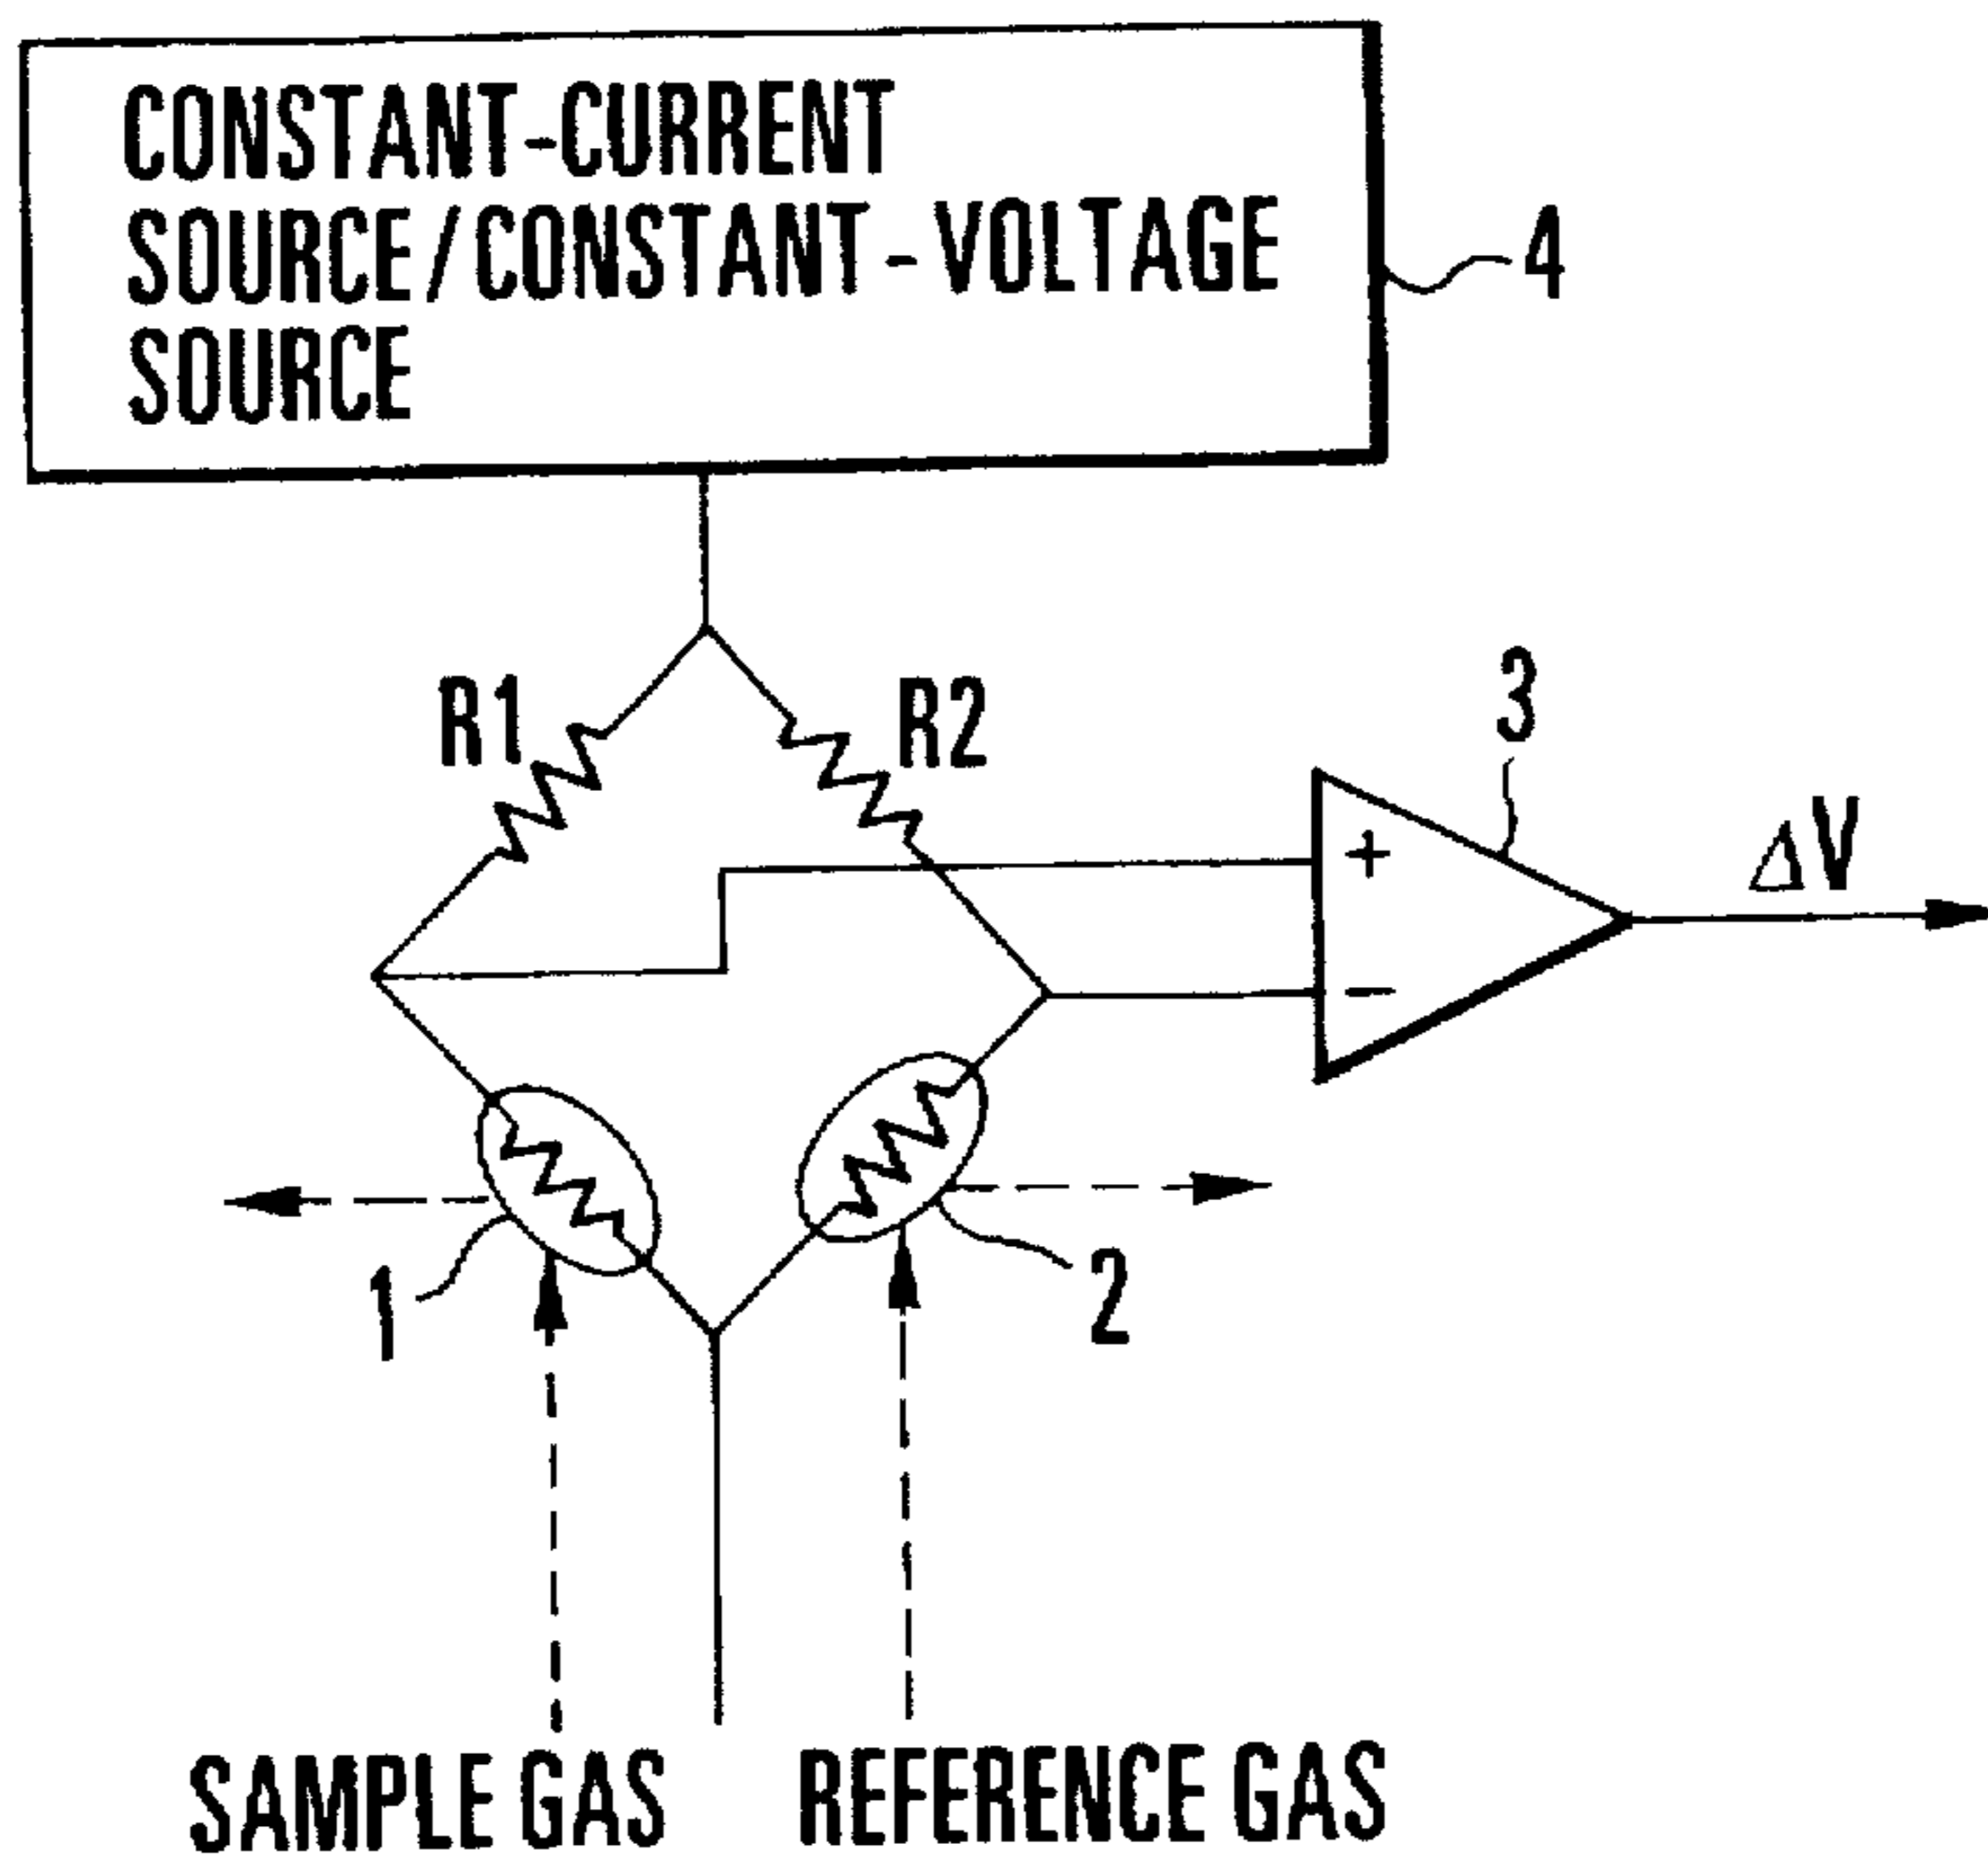 CONSTANT-CURRENT
SOURCE/CONSTANT-VOLTAGE
SOURCE
4
R1
R2
3
+
ΔV
−
1
2
SAMPLE GAS
REFERENCE GAS